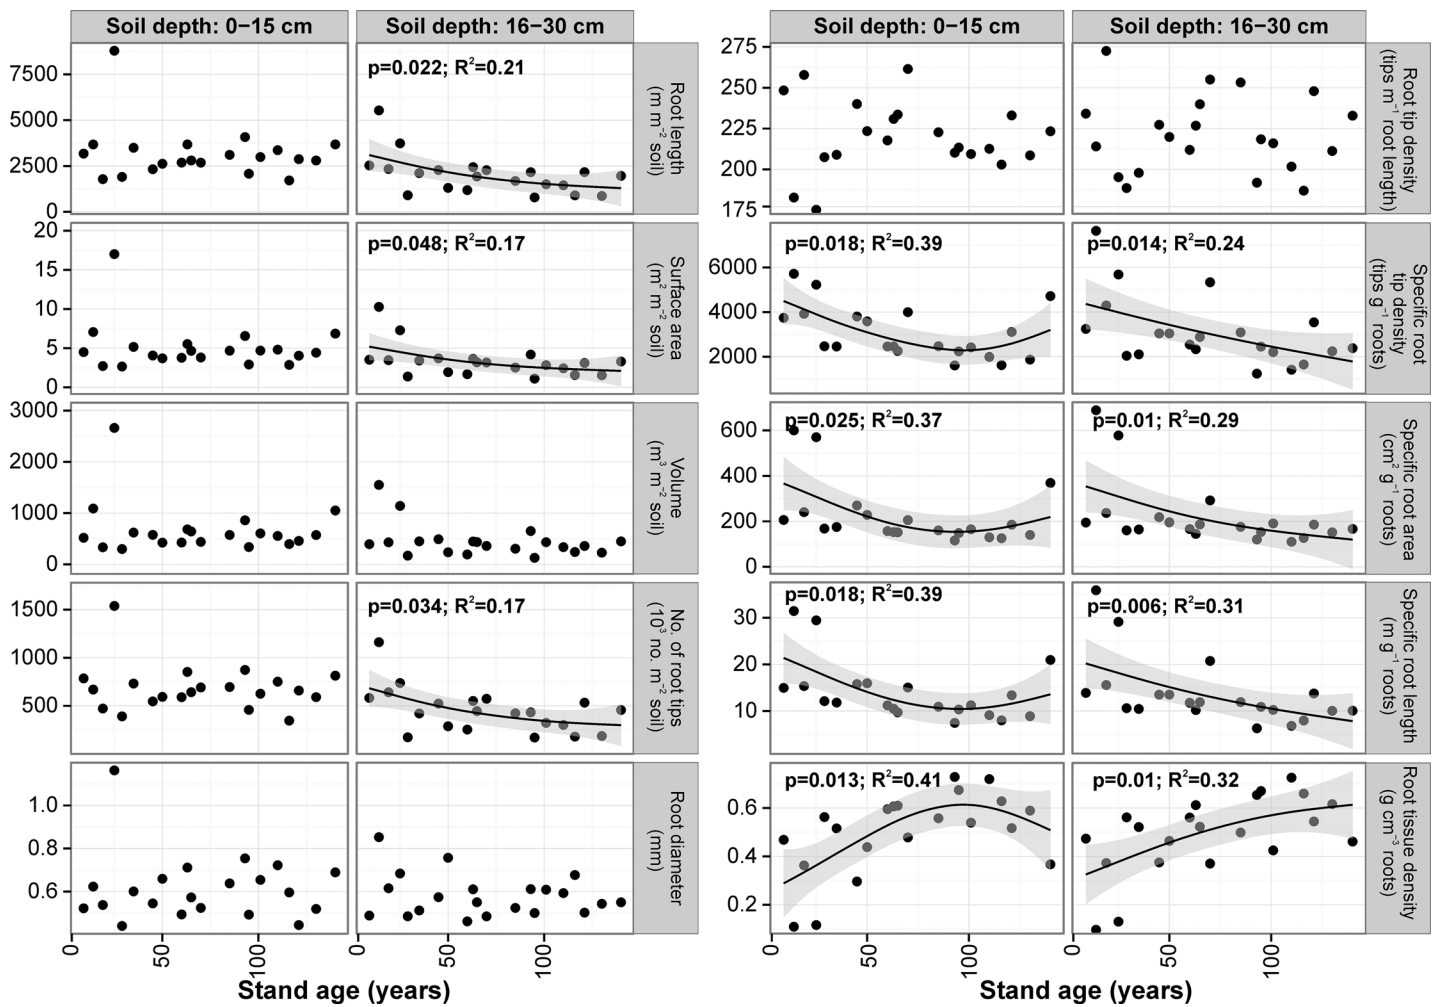 Soil depth: 0−15 cm
Soil depth: 16−30 cm
7500
5000
2500
0
p=0.022; R²=0.21
Root length
(m m⁻² soil)
20
15
10
5
0
p=0.048; R²=0.17
Surface area
(m² m⁻² soil)
3000
2000
1000
0
Volume
(m³ m⁻² soil)
1500
1000
500
p=0.034; R²=0.17
No. of root tips
(10³ no. m⁻² soil)
1.0
0.8
0.6
Root diameter
(mm)
0
50
100
0
50
100
Stand age (years)
Soil depth: 0−15 cm
Soil depth: 16−30 cm
275
250
225
200
175
Root tip density
(tips m⁻¹ root length)
6000
4000
2000
p=0.018; R²=0.39
p=0.014; R²=0.24
Specific root
tip density
(tips g⁻¹ roots)
600
400
200
0
p=0.025; R²=0.37
p=0.01; R²=0.29
Specific root area
(cm² g⁻¹ roots)
30
20
10
p=0.018; R²=0.39
p=0.006; R²=0.31
Specific root length
(m g⁻¹ roots)
0.6
0.4
0.2
p=0.013; R²=0.41
p=0.01; R²=0.32
Root tissue density
(g cm⁻³ roots)
0
50
100
0
50
100
Stand age (years)